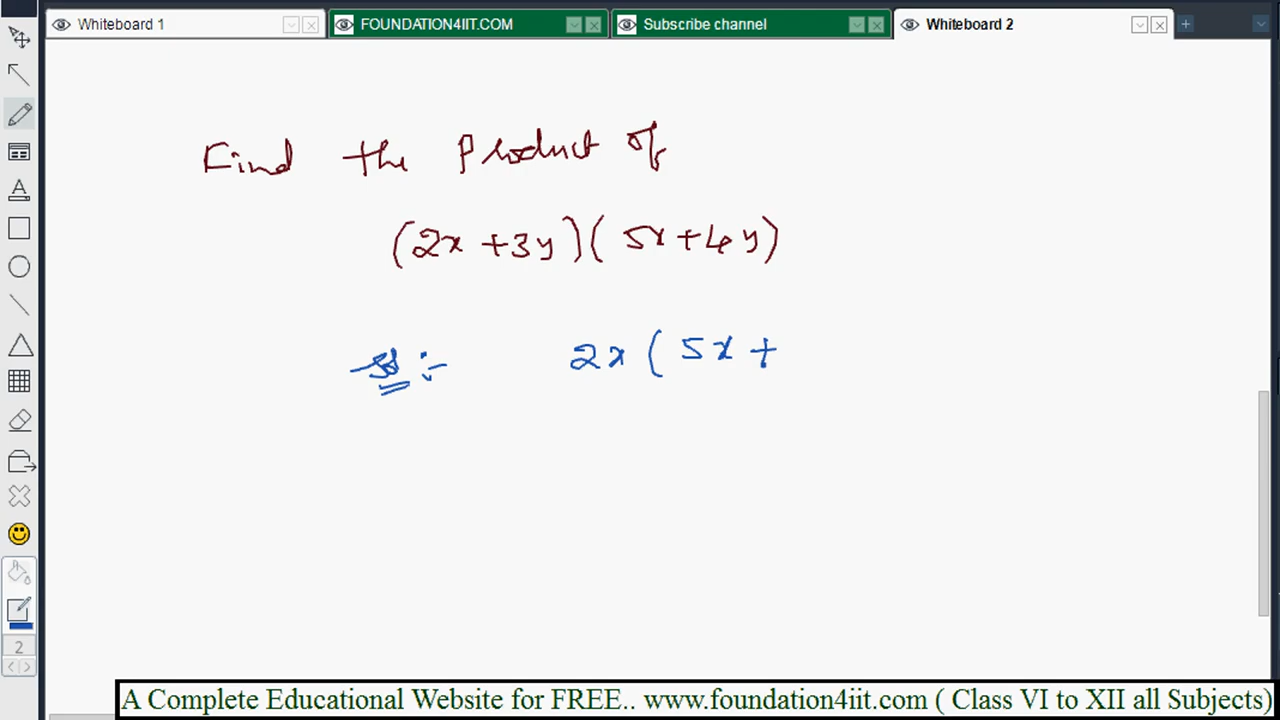 Whiteboard 1 FOUNDATION4IIT.COM Subscribe channel Whiteboard 2
Find the Product of
(2x +3y)(5x+4y)
Sol :- 2x (5x +
2
A Complete Educational Website for FREE.. www.foundation4iit.com ( Class VI to XII all Subjects)